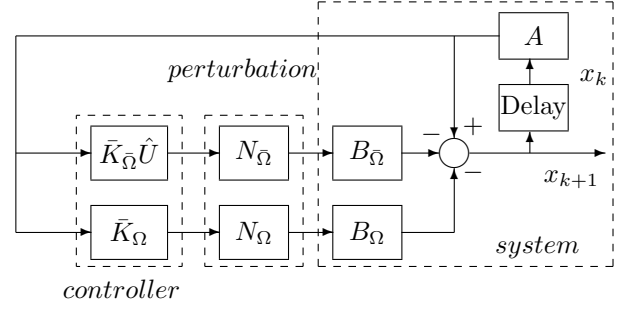 A
perturbation
x_k
Delay
− +
K̄_Ω̄ Û N_Ω̄ B_Ω̄
−
x_{k+1}
K̄_Ω N_Ω B_Ω
system
controller